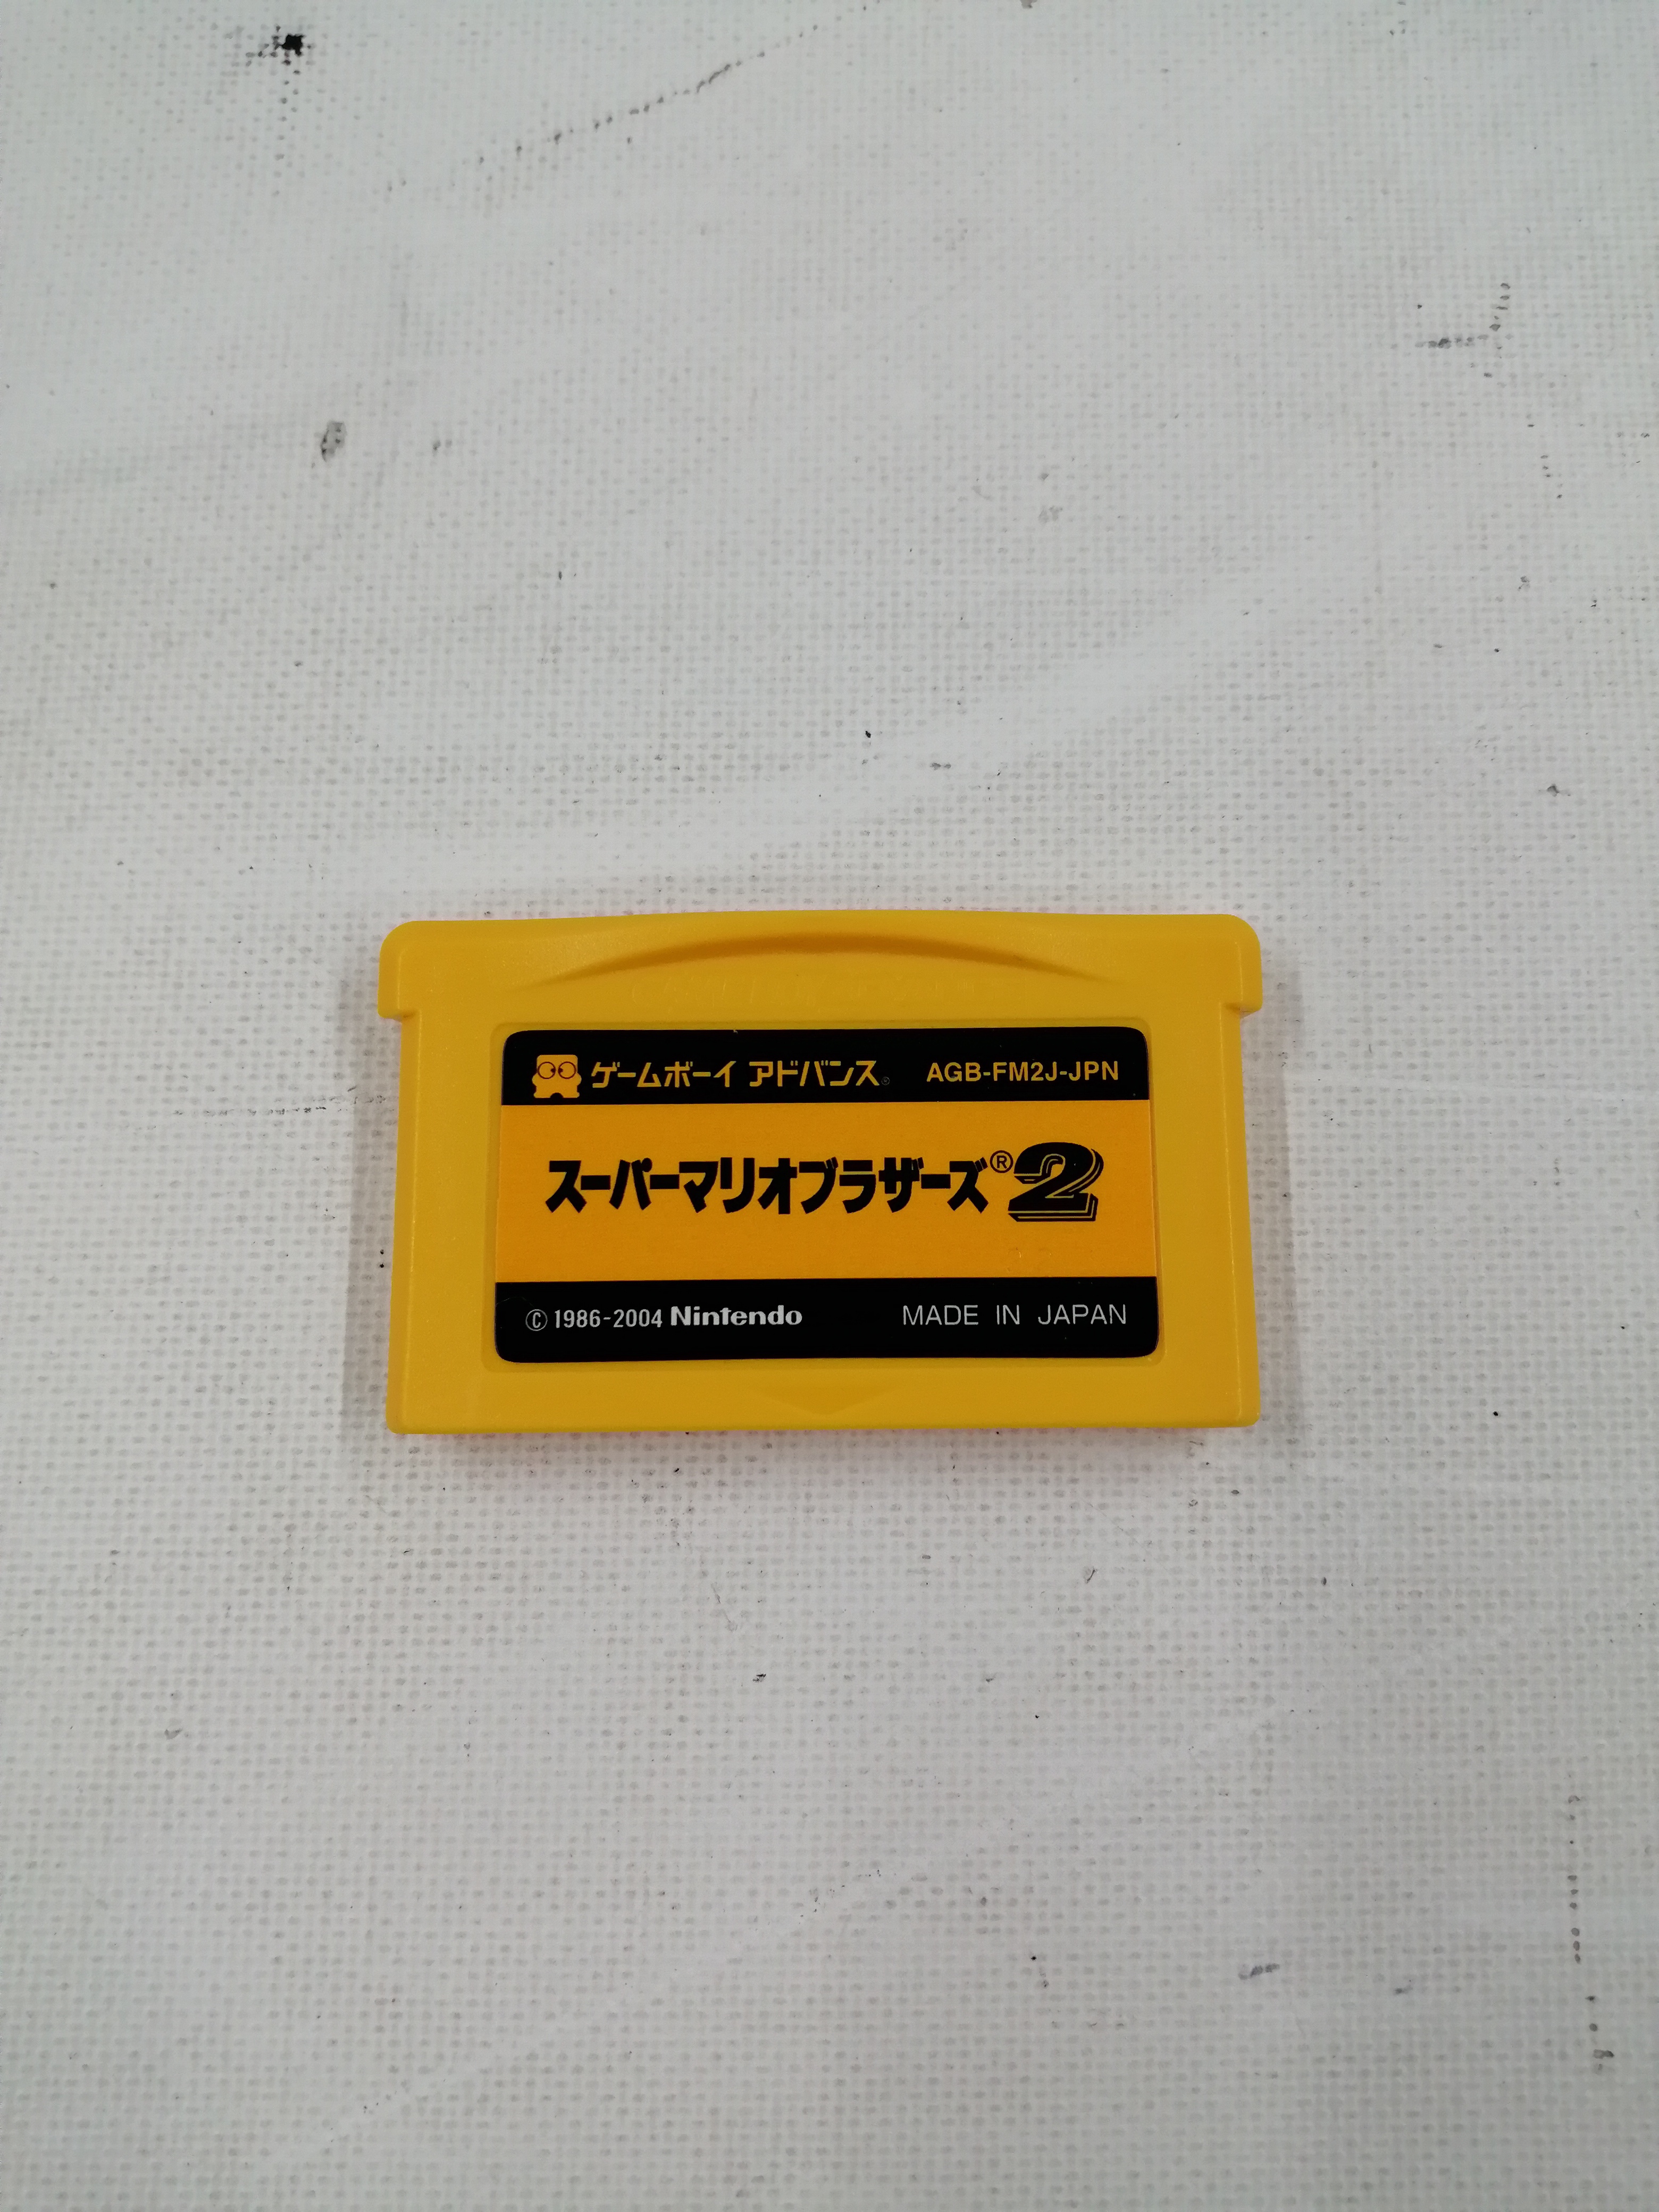 ゲームボーイ アドバンス® AGB-FM2J-JPN
スーパーマリオブラザーズ®2
© 1986-2004 Nintendo MADE IN JAPAN